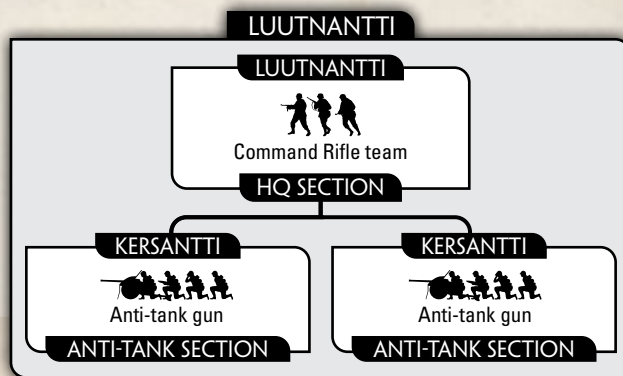 LUUTNANTTI
LUUTNANTTI
Command Rifle team
HQ SECTION
KERSANTTI
Anti-tank gun
ANTI-TANK SECTION
KERSANTTI
Anti-tank gun
ANTI-TANK SECTION